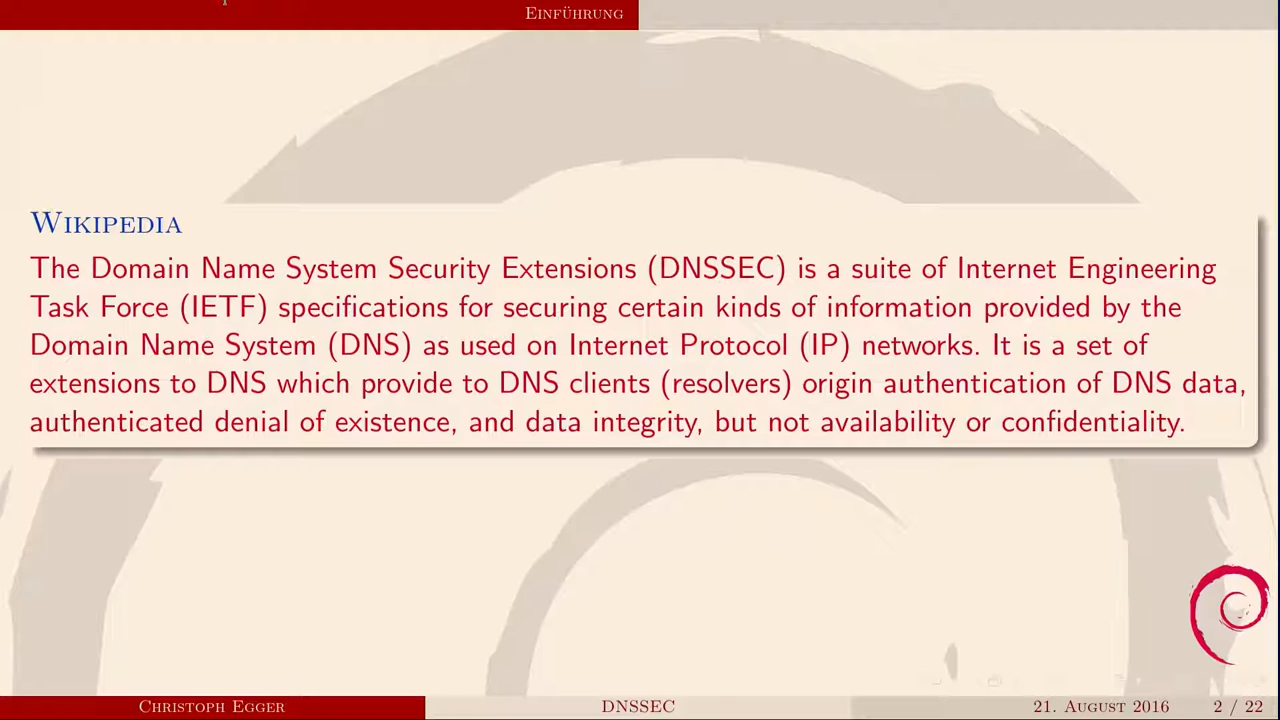 Einführung
Wikipedia
The Domain Name System Security Extensions (DNSSEC) is a suite of Internet Engineering
Task Force (IETF) specifications for securing certain kinds of information provided by the
Domain Name System (DNS) as used on Internet Protocol (IP) networks. It is a set of
extensions to DNS which provide to DNS clients (resolvers) origin authentication of DNS data,
authenticated denial of existence, and data integrity, but not availability or confidentiality.
Christoph Egger DNSSEC 21. August 2016 2 / 22